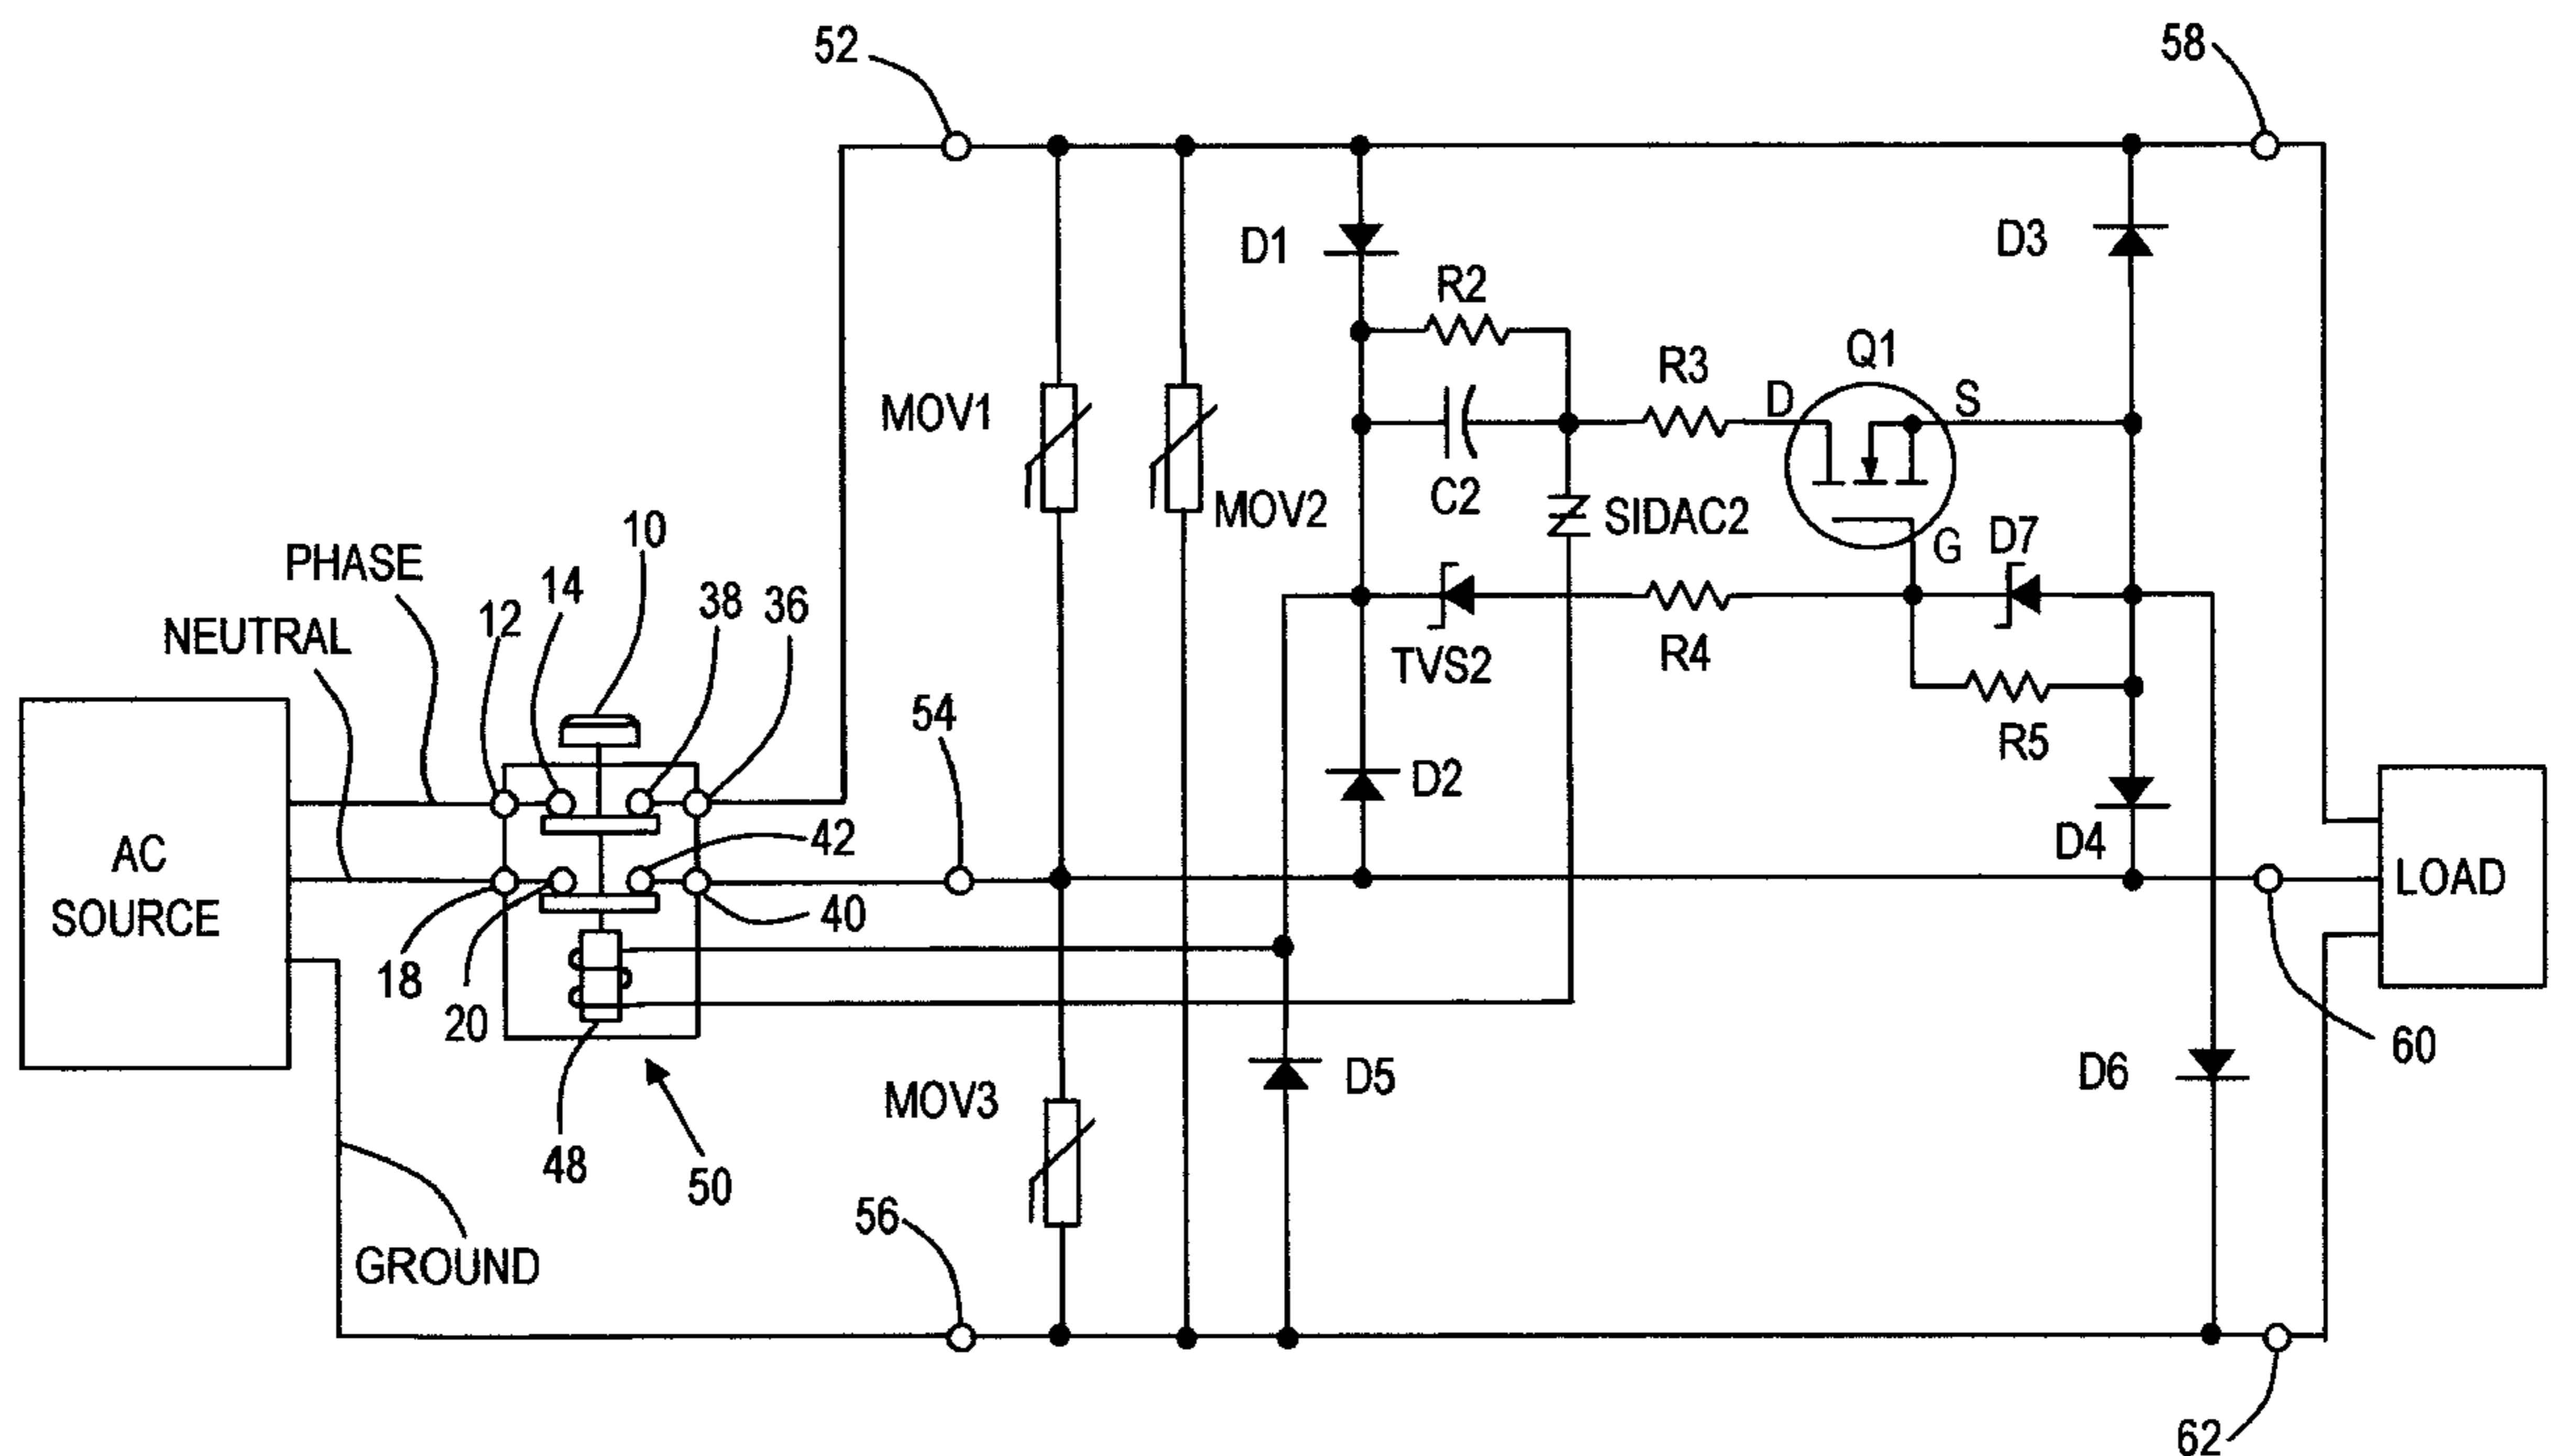 52
58
D1
R2
D3
MOV1
MOV2
C2
R3
D
Q1
S
SIDAC2
G
D7
PHASE
NEUTRAL
10
12
14
38
36
TVS2
R4
R5
54
D2
D4
AC
SOURCE
42
40
LOAD
18
20
60
MOV3
D5
D6
48
50
56
GROUND
62